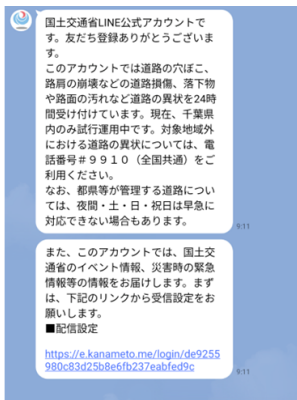 国土交通省LINE公式アカウントで
す。友だち登録ありがとうございま
す。
このアカウントでは道路の穴ぼこ、
路肩の崩壊などの道路損傷、落下物
や路面の汚れなど道路の異状を24時
間受け付けています。現在、千葉県
内のみ試行運用中です。対象地域外
における道路の異状については、電
話番号＃９９１０（全国共通）をご
利用ください。
なお、都県等が管理する道路につい
ては、夜間・土・日・祝日は早急に
対応できない場合もあります。
9:11
また、このアカウントでは、国土交
通省のイベント情報、災害時の緊急
情報等の情報をお届けします。まず
は、下記のリンクから受信設定をお
願いします。
■配信設定
https://e.kanameto.me/login/de9255
980c83d25b8e6fb237eabfed9c
9:11